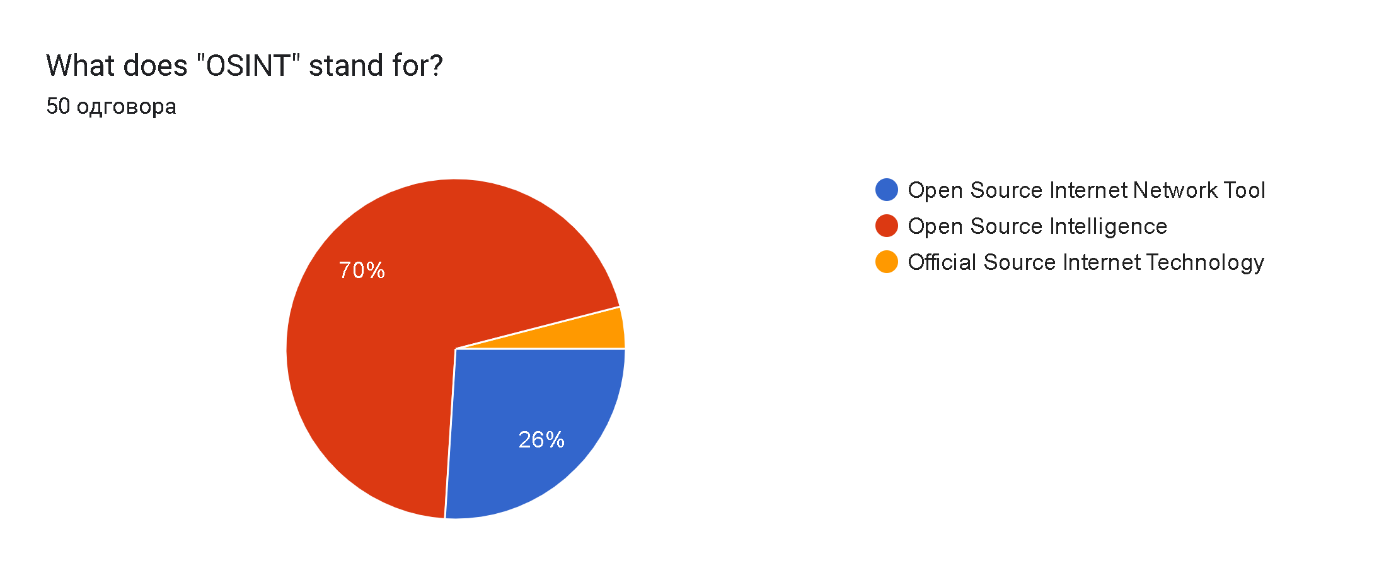 What does "OSINT" stand for?
50 одговора
Open Source Internet Network Tool
Open Source Intelligence
Official Source Internet Technology
70%
26%